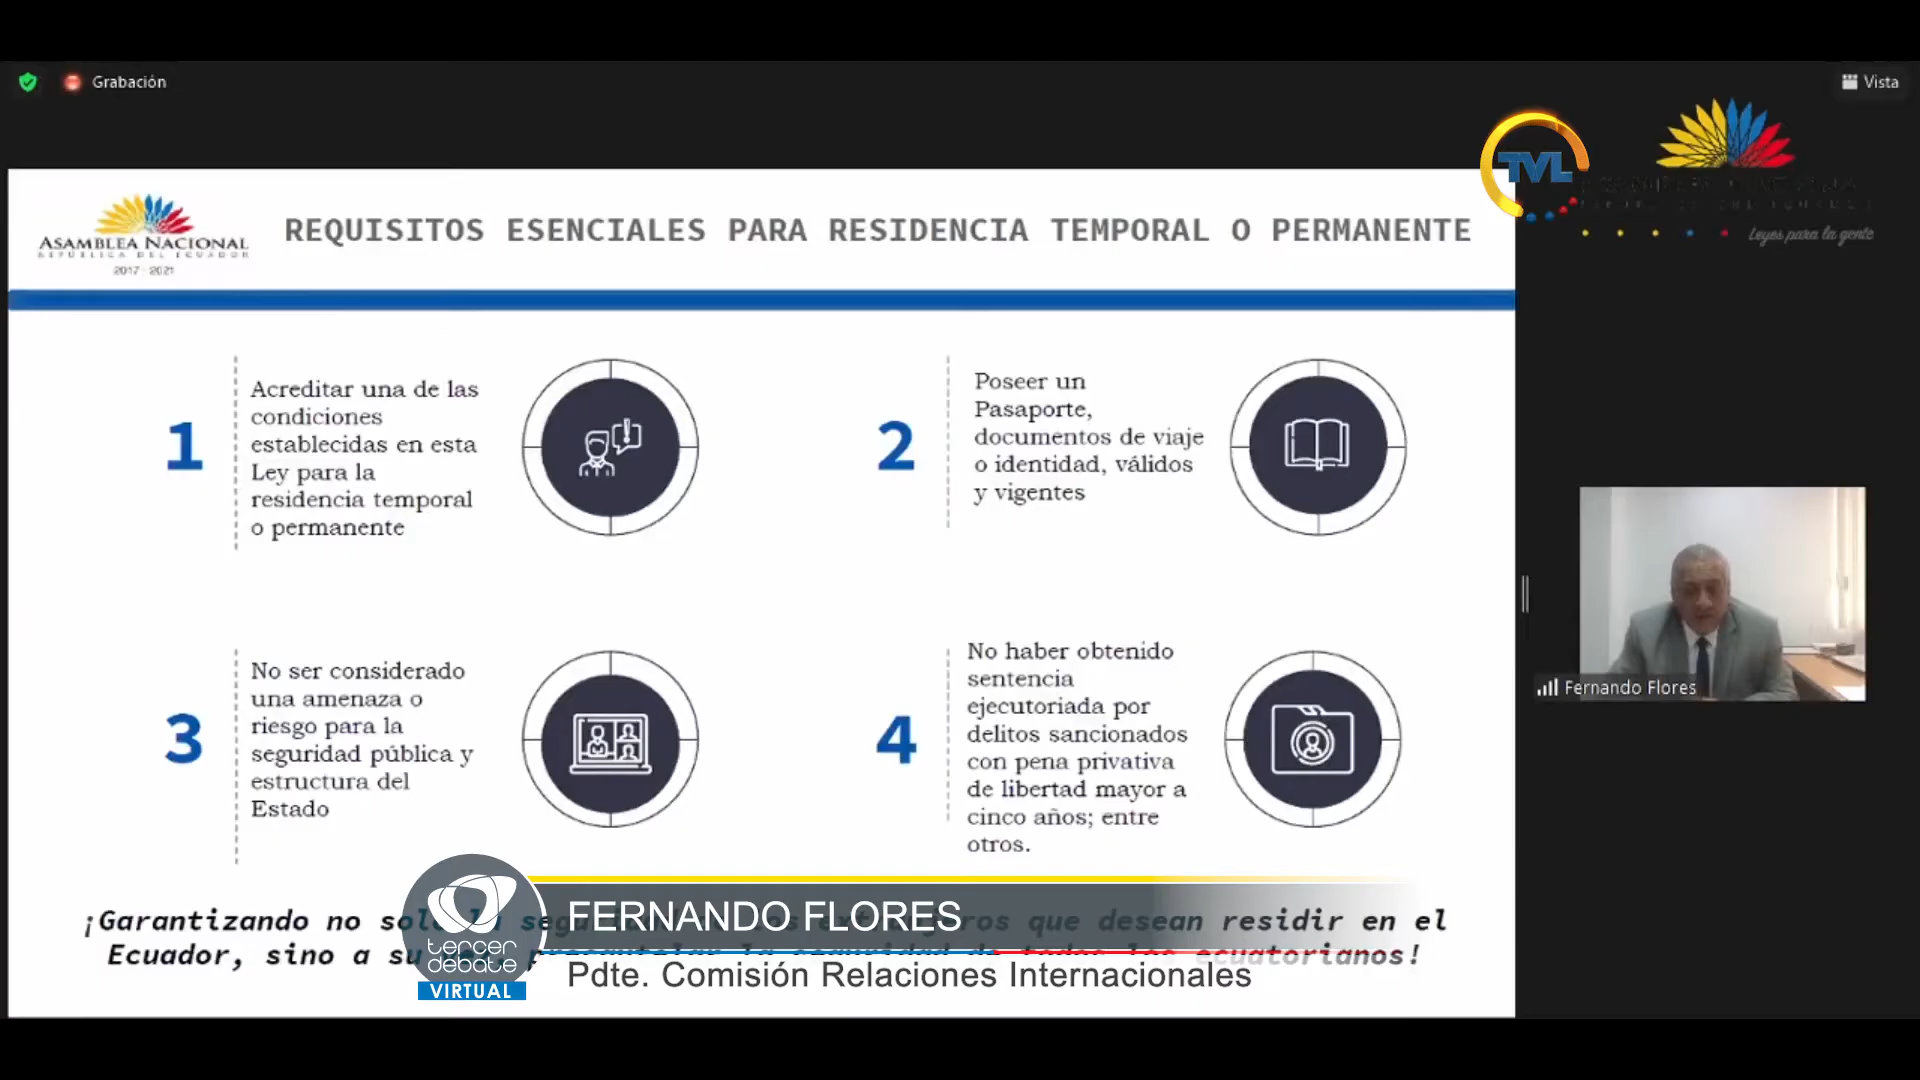 Grabación
Vista
TVL
Leyes para la gente
ASAMBLEA NACIONAL
REPÚBLICA DEL ECUADOR
2017 - 2021
REQUISITOS ESENCIALES PARA RESIDENCIA TEMPORAL O PERMANENTE
1
Acreditar una de las
condiciones
establecidas en esta
Ley para la
residencia temporal
o permanente
2
Poseer un
Pasaporte,
documentos de viaje
o identidad, válidos
y vigentes
3
No ser considerado
una amenaza o
riesgo para la
seguridad pública y
estructura del
Estado
4
No haber obtenido
sentencia
ejecutoriada por
delitos sancionados
con pena privativa
de libertad mayor a
cinco años; entre
otros.
Fernando Flores
¡Garantizando no que desean residir en el
Ecuador, sino a ecuatorianos!
tercer
debate
VIRTUAL
FERNANDO FLORES
Pdte. Comisión Relaciones Internacionales